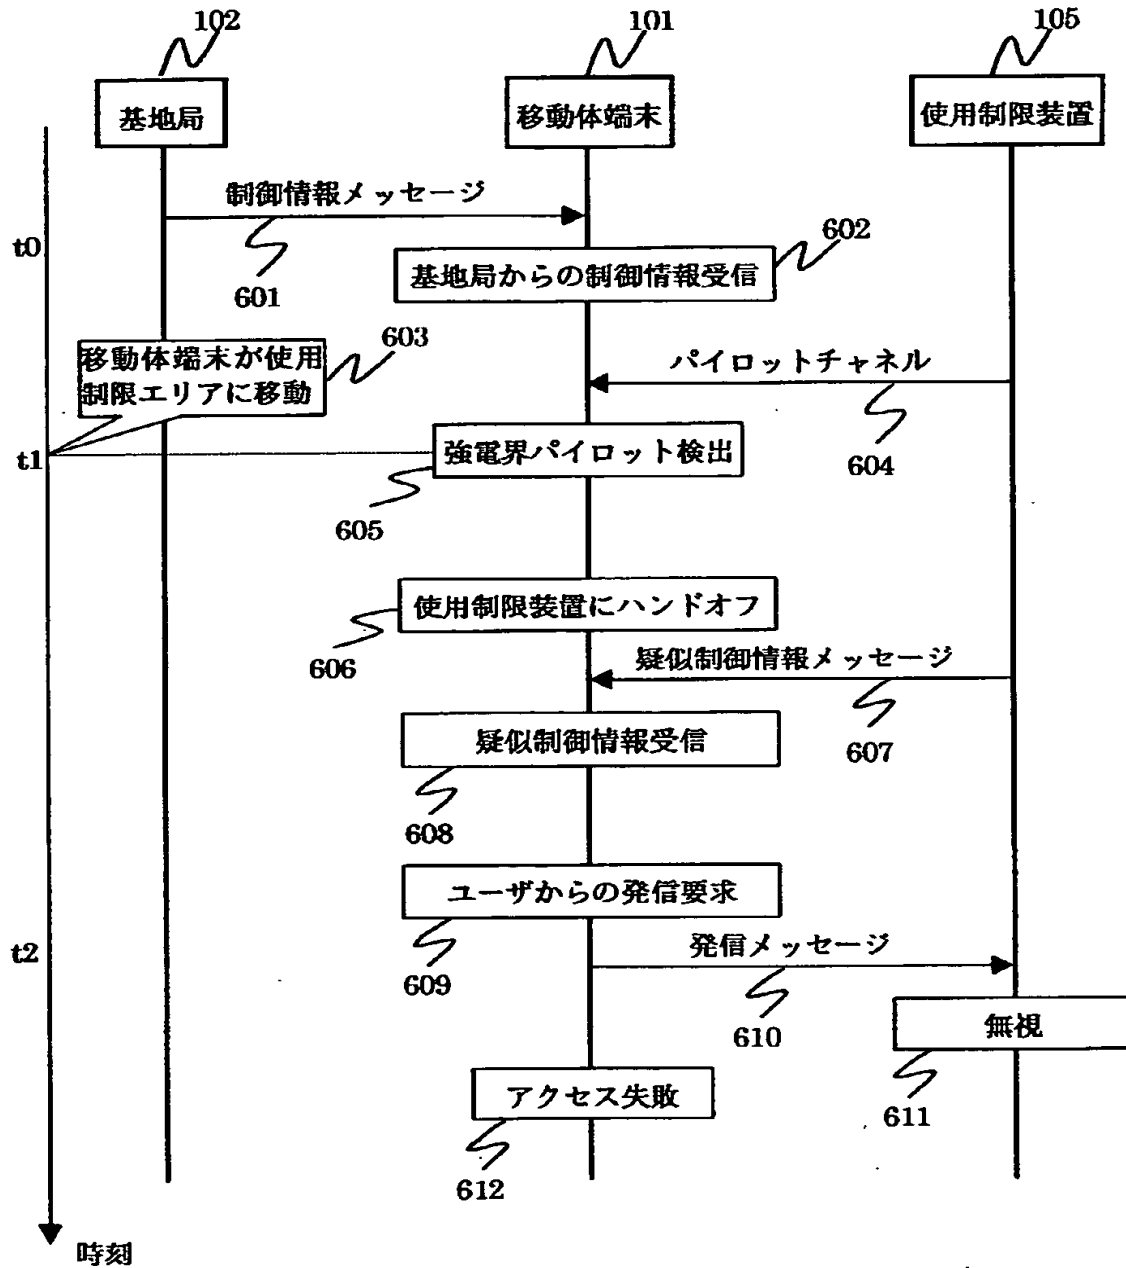 102
101
105
基地局
移動体端末
使用制限装置
制御情報メッセージ
t0
601
602
基地局からの制御情報受信
603
移動体端末が使用
制限エリアに移動
パイロットチャネル
604
t1
強電界パイロット検出
605
使用制限装置にハンドオフ
606
疑似制御情報メッセージ
607
疑似制御情報受信
608
ユーザからの発信要求
609
t2
発信メッセージ
610
無視
611
アクセス失敗
612
時刻